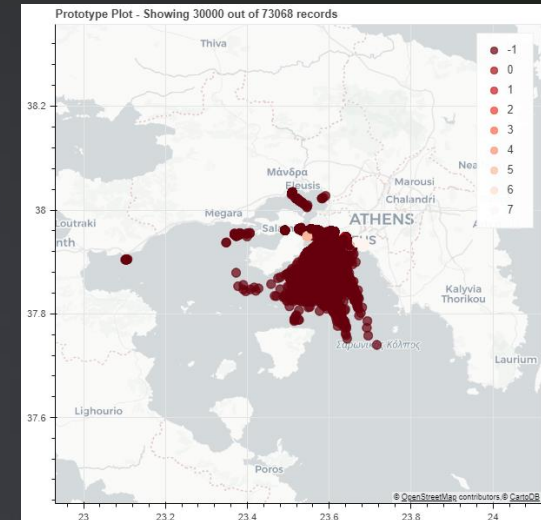 Prototype Plot - Showing 30000 out of 73068 records
Thiva
-1
0
1
2
3
4
5
6
7
38.2
Μάνδρα
Eleusis
Nea
Marousi
Chalandri
38
Loutraki
nth
Megara
Sala
ATHENS
US
37.8
Kalyvia
Thorikou
Σαρωνικός Κόλπος
Laurium
37.6
Lighourio
Poros
© OpenStreetMap contributors,© CartoDB
23
23.2
23.4
23.6
23.8
24